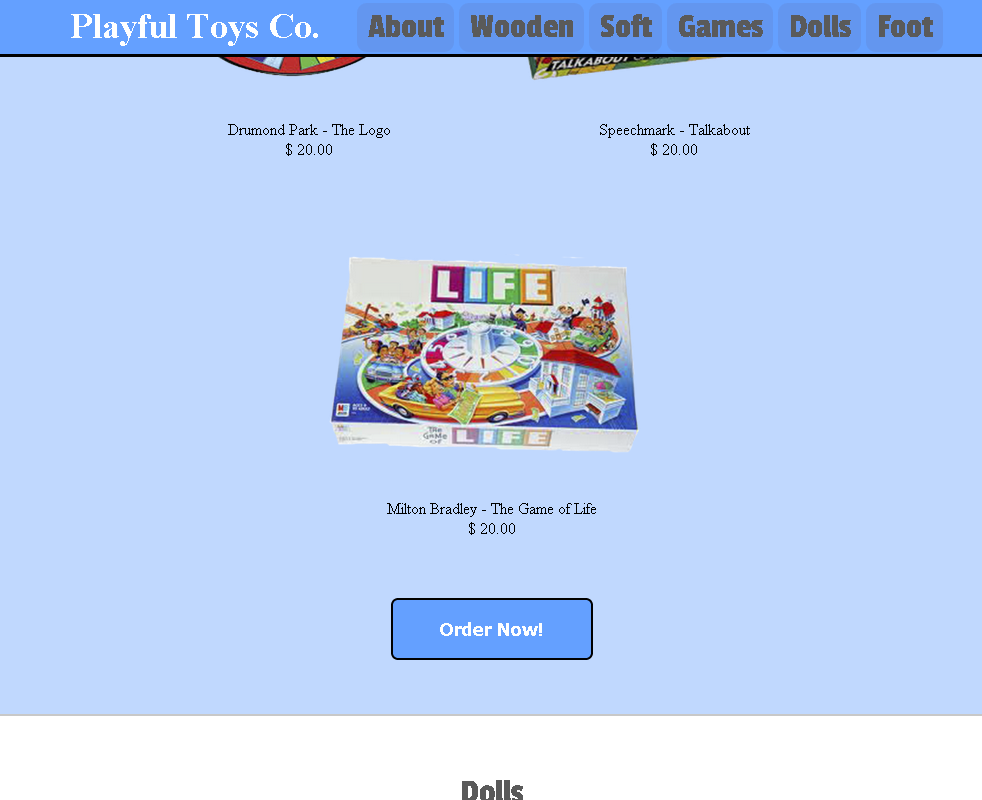 Playful Toys Co. About Wooden Soft Games Dolls Foot
TALKABOUT
Drumond Park - The Logo
$ 20.00
Speechmark - Talkabout
$ 20.00
LIFE
The
Game
of LIFE
Milton Bradley - The Game of Life
$ 20.00
Order Now!
Dolls